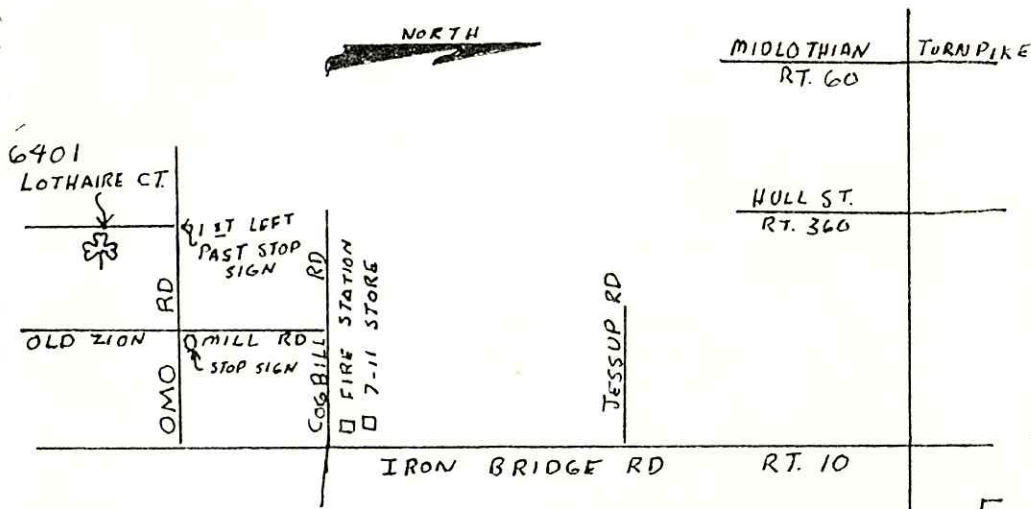 NORTH
MIDLOTHIAN TURNPIKE
RT. 60
6401
LOTHAIRE CT.
HULL ST.
RT. 360
1ST LEFT
PAST STOP
SIGN
OMO RD
COGBILL RD
FIRE STATION
7-11 STORE
JESSUP RD
OLD ZION MILL RD
STOP SIGN
IRON BRIDGE RD RT. 10